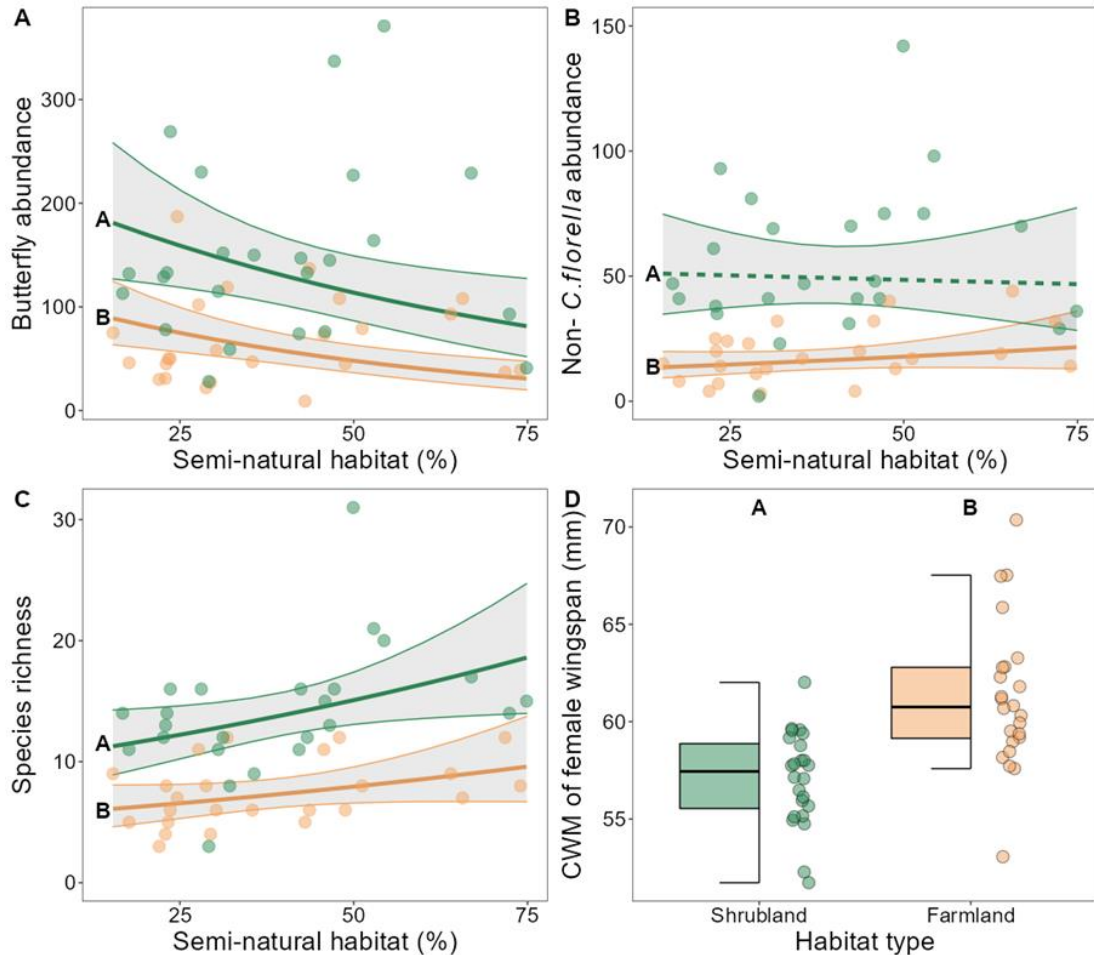 A
Butterfly abundance
300
200
100
0
A
B
25
50
75
Semi-natural habitat (%)
B
Non- C.florella abundance
150
100
50
0
A
B
25
50
75
Semi-natural habitat (%)
C
Species richness
30
20
10
0
A
B
25
50
75
Semi-natural habitat (%)
D
CWM of female wingspan (mm)
70
65
60
55
A
B
Shrubland
Farmland
Habitat type